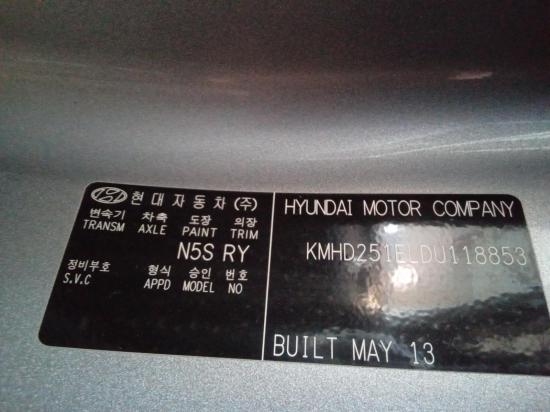 현대자동차(주)
변속기 차축 도장 의장
TRANSM AXLE PAINT TRIM
N5S RY
정비부호 형식 승인 번호
S.V.C APPD MODEL NO
HYUNDAI MOTOR COMPANY
KMHD251ELDU118853
BUILT MAY 13